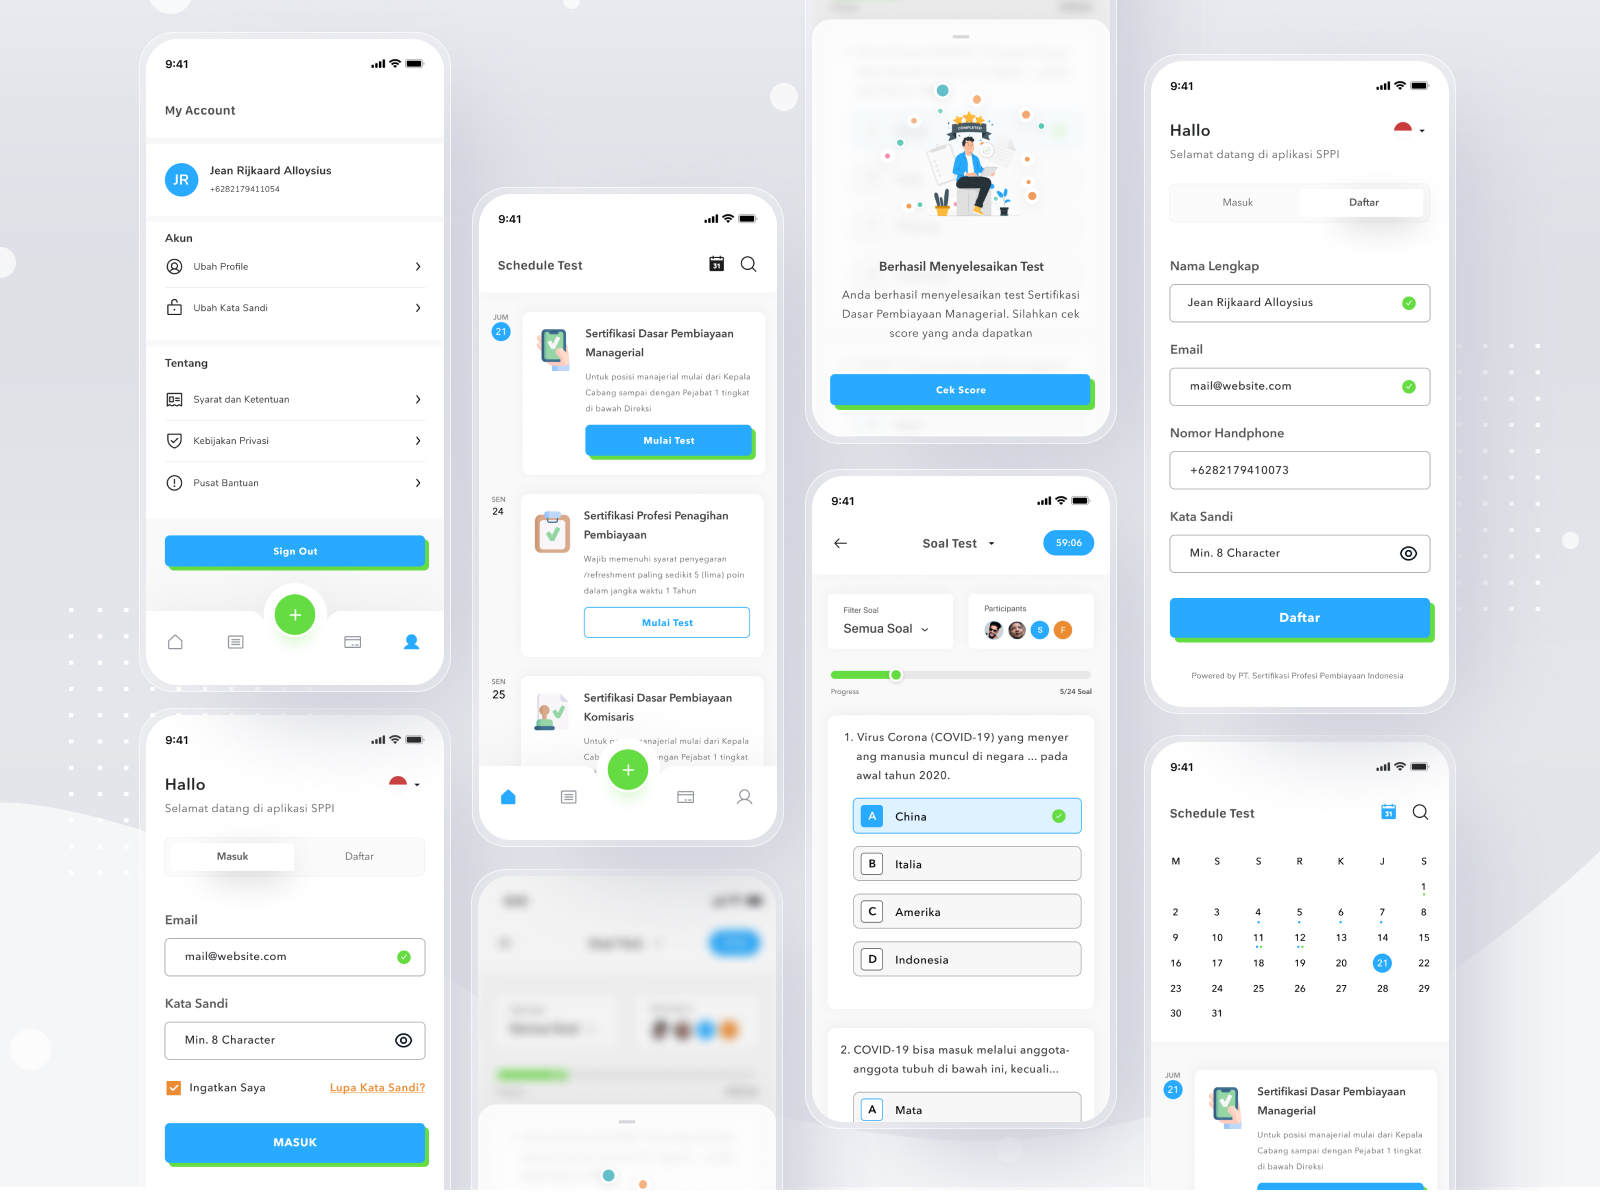 9:41
My Account
JR
Jean Rijkaard Alloysius
+6282179411054
Akun
Ubah Profile
Ubah Kata Sandi
Tentang
Syarat dan Ketentuan
Kebijakan Privasi
Pusat Bantuan
Sign Out
9:41
Hallo
Selamat datang di aplikasi SPPI
Masuk
Daftar
Email
mail@website.com
Kata Sandi
Min. 8 Character
Ingatkan Saya
Lupa Kata Sandi?
MASUK
9:41
Schedule Test
31
JUM
21
Sertifikasi Dasar Pembiayaan
Managerial
Untuk posisi manajerial mulai dari Kepala
Cabang sampai dengan Pejabat 1 tingkat
di bawah Direksi
Mulai Test
SEN
24
Sertifikasi Profesi Penagihan
Pembiayaan
Wajib memenuhi syarat penyegaran
/refreshment paling sedikit 5 (lima) poin
dalam jangka waktu 1 Tahun
Mulai Test
SEN
25
Sertifikasi Dasar Pembiayaan
Komisaris
mulai dari Kepala
Pejabat 1 tingkat
Soal Test
Semua Soal
COMPLETED
Berhasil Menyelesaikan Test
Anda berhasil menyelesaikan test Sertifikasi
Dasar Pembiayaan Managerial. Silahkan cek
score yang anda dapatkan
Cek Score
9:41
Soal Test
59:06
Filter Soal
Semua Soal
Participants
S
F
Progress
5/24 Soal
1. Virus Corona (COVID-19) yang menyer
ang manusia muncul di negara ... pada
awal tahun 2020.
A China
B Italia
C Amerika
D Indonesia
2. COVID-19 bisa masuk melalui anggota-
anggota tubuh di bawah ini, kecuali...
A Mata
9:41
Hallo
Selamat datang di aplikasi SPPI
Masuk
Daftar
Nama Lengkap
Jean Rijkaard Alloysius
Email
mail@website.com
Nomor Handphone
+6282179410073
Kata Sandi
Min. 8 Character
Daftar
Powered by PT. Sertifikasi Profesi Pembiayaan Indonesia
9:41
Schedule Test
31
M S S R K J S
1
2 3 4 5 6 7 8
9 10 11 12 13 14 15
16 17 18 19 20 21 22
23 24 25 26 27 28 29
30 31
JUM
21
Sertifikasi Dasar Pembiayaan
Managerial
Untuk posisi manajerial mulai dari Kepala
Cabang sampai dengan Pejabat 1 tingkat
di bawah Direksi